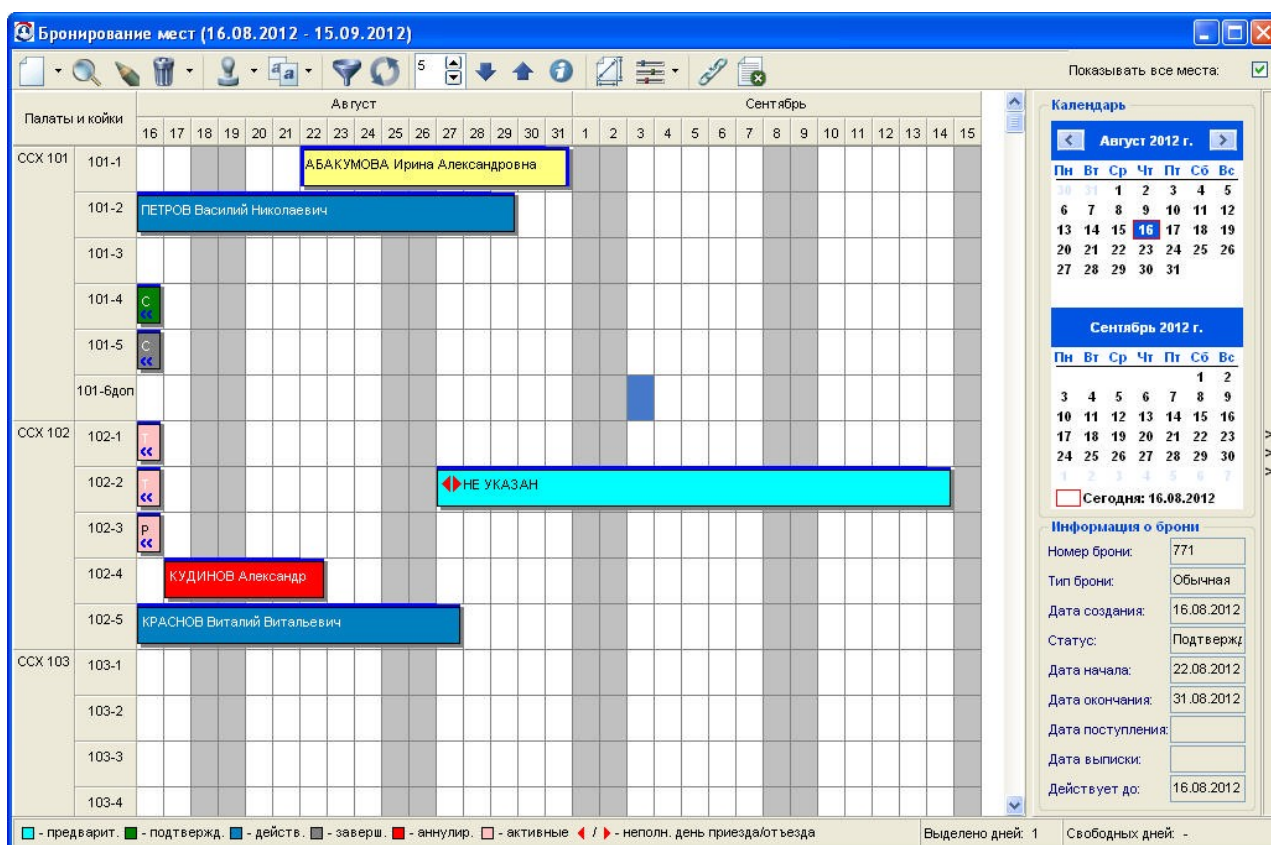 Бронирование мест (16.08.2012 - 15.09.2012)
5
Показывать все места:
Палаты и койки
Август
Сентябрь
16 17 18 19 20 21 22 23 24 25 26 27 28 29 30 31 1 2 3 4 5 6 7 8 9 10 11 12 13 14 15
ССХ 101
101-1
АБАКУМОВА Ирина Александровна
101-2
ПЕТРОВ Василий Николаевич
101-3
101-4
С
101-5
С
101-6доп
ССХ 102
102-1
Т
102-2
Т
НЕ УКАЗАН
102-3
Р
102-4
КУДИНОВ Александр
102-5
КРАСНОВ Виталий Витальевич
ССХ 103
103-1
103-2
103-3
103-4
Календарь
Август 2012 г.
Пн Вт Ср Чт Пт Сб Вс
30 31 1 2 3 4 5
6 7 8 9 10 11 12
13 14 15 16 17 18 19
20 21 22 23 24 25 26
27 28 29 30 31
Сентябрь 2012 г.
Пн Вт Ср Чт Пт Сб Вс
1 2
3 4 5 6 7 8 9
10 11 12 13 14 15 16
17 18 19 20 21 22 23
24 25 26 27 28 29 30
1 2 3 4 5 6 7
Сегодня: 16.08.2012
Информация о брони
Номер брони: 771
Тип брони: Обычная
Дата создания: 16.08.2012
Статус: Подтвержд
Дата начала: 22.08.2012
Дата окончания: 31.08.2012
Дата поступления:
Дата выписки:
Действует до: 16.08.2012
- предварит. - подтвержд. - действ. - заверш. - аннулир. - активные / - неполн. день приезда/отъезда
Выделено дней: 1
Свободных дней: -